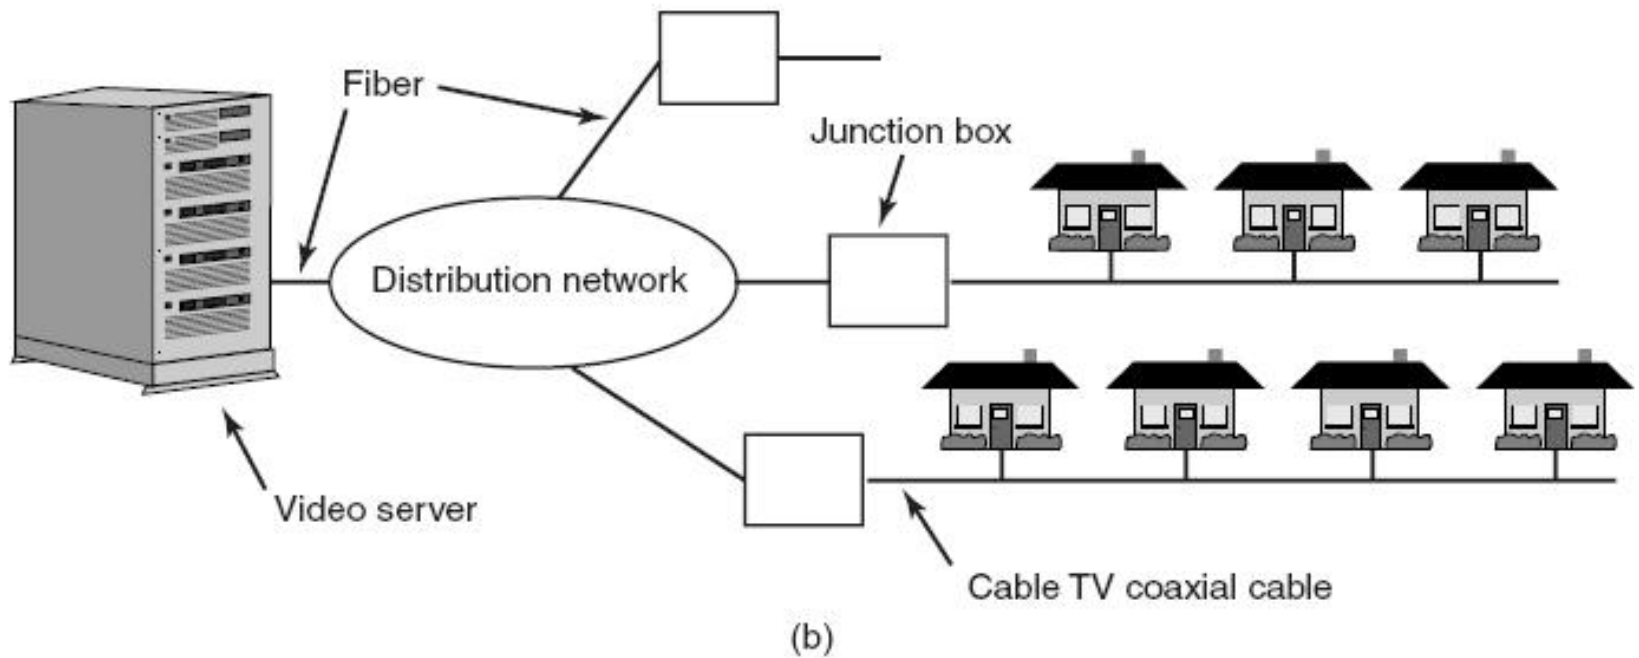 Fiber
Junction box
Distribution network
Video server
Cable TV coaxial cable
(b)